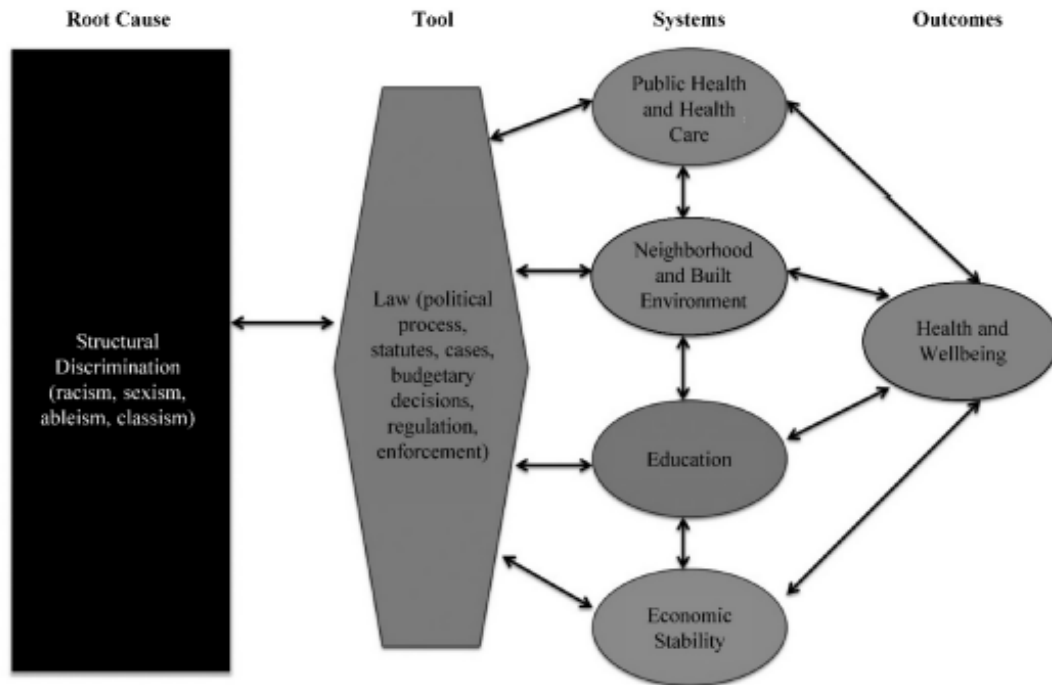 Root Cause
Tool
Systems
Outcomes
Structural
Discrimination
(racism, sexism,
ableism, classism)
Law (political
process,
statutes, cases,
budgetary
decisions,
regulation,
enforcement)
Public Health
and Health
Care
Neighborhood
and Built
Environment
Education
Economic
Stability
Health and
Wellbeing